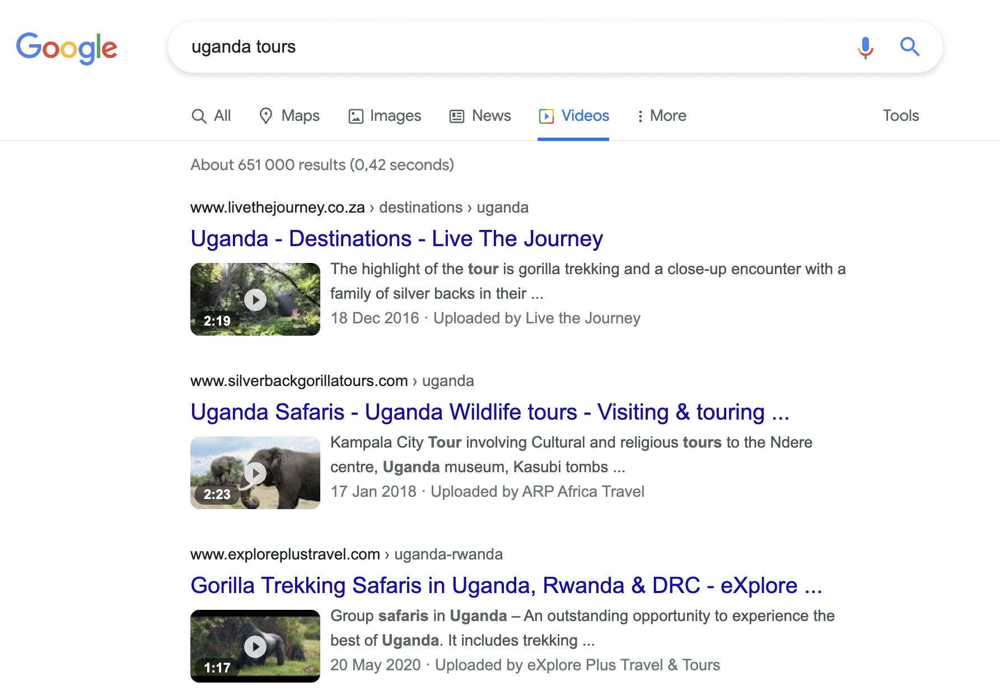 Google
uganda tours
All Maps Images News Videos More Tools
About 651 000 results (0,42 seconds)
www.livethejourney.co.za › destinations › uganda
Uganda - Destinations - Live The Journey
The highlight of the tour is gorilla trekking and a close-up encounter with a
family of silver backs in their ...
2:19
18 Dec 2016 · Uploaded by Live the Journey
www.silverbackgorillatours.com › uganda
Uganda Safaris - Uganda Wildlife tours - Visiting & touring ...
Kampala City Tour involving Cultural and religious tours to the Ndere
centre, Uganda museum, Kasubi tombs ...
2:23
17 Jan 2018 · Uploaded by ARP Africa Travel
www.exploreplustravel.com › uganda-rwanda
Gorilla Trekking Safaris in Uganda, Rwanda & DRC - eXplore ...
Group safaris in Uganda – An outstanding opportunity to experience the
best of Uganda. It includes trekking ...
1:17
20 May 2020 · Uploaded by eXplore Plus Travel & Tours